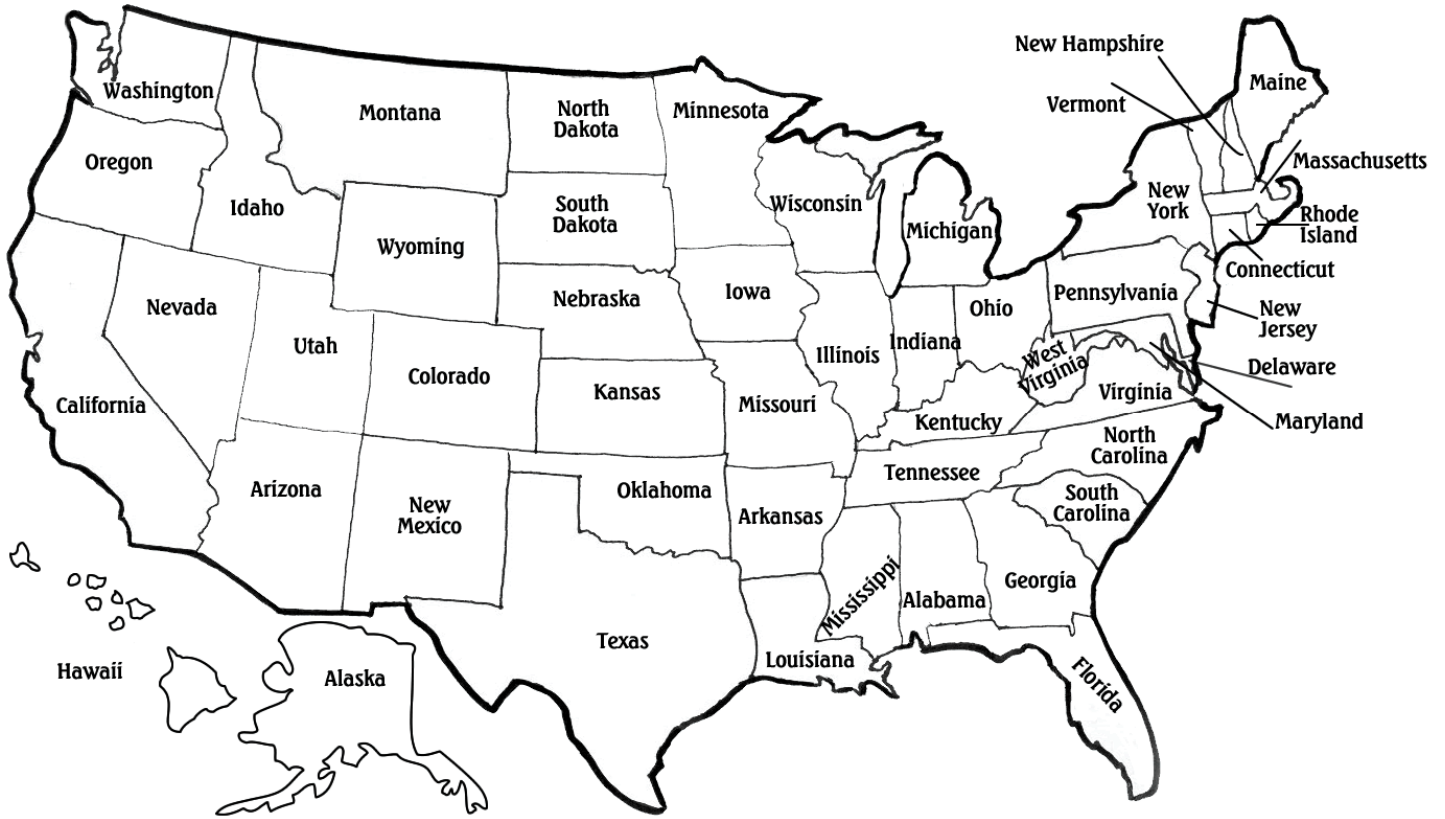 New Hampshire
Maine
Washington
Montana
North
Dakota
Minnesota
Vermont
Oregon
Massachusetts
Idaho
South
Dakota
Wisconsin
New
York
Rhode
Island
Wyoming
Michigan
Connecticut
Nevada
Nebraska
Iowa
Ohio
Pennsylvania
New
Jersey
Utah
Colorado
Illinois
Indiana
West
Virginia
Delaware
California
Kansas
Missouri
Kentucky
Virginia
Maryland
Arizona
New
Mexico
Oklahoma
Arkansas
Tennessee
North
Carolina
South
Carolina
Mississippi
Alabama
Georgia
Hawaii
Alaska
Texas
Louisiana
Florida